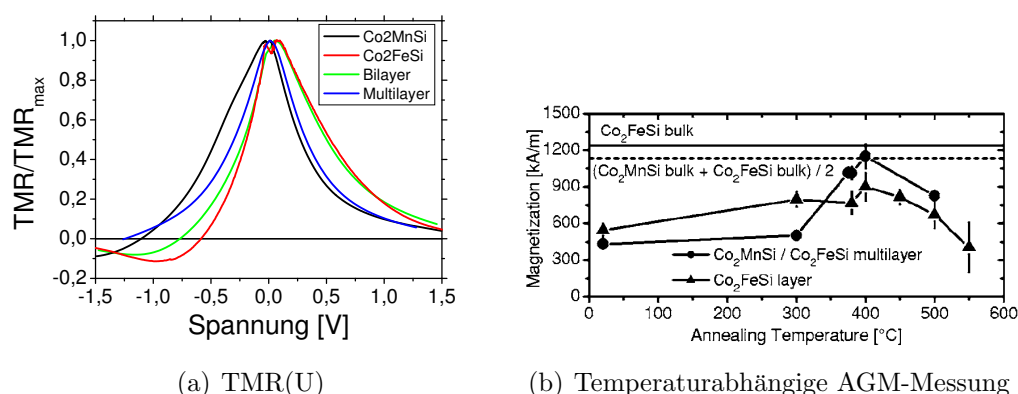 1,0
0,8
0,6
0,4
0,2
0,0
-0,2
TMR/TMRmax
Co2MnSi
Co2FeSi
Bilayer
Multilayer
-1,5 -1,0 -0,5 0,0 0,5 1,0 1,5
Spannung [V]
(a) TMR(U)
1500
1200
900
600
300
0
Magnetization [kA/m]
Co₂FeSi bulk
(Co₂MnSi bulk + Co₂FeSi bulk) / 2
Co₂MnSi / Co₂FeSi multilayer
Co₂FeSi layer
0 100 200 300 400 500 600
Annealing Temperature [°C]
(b) Temperaturabhängige AGM-Messung